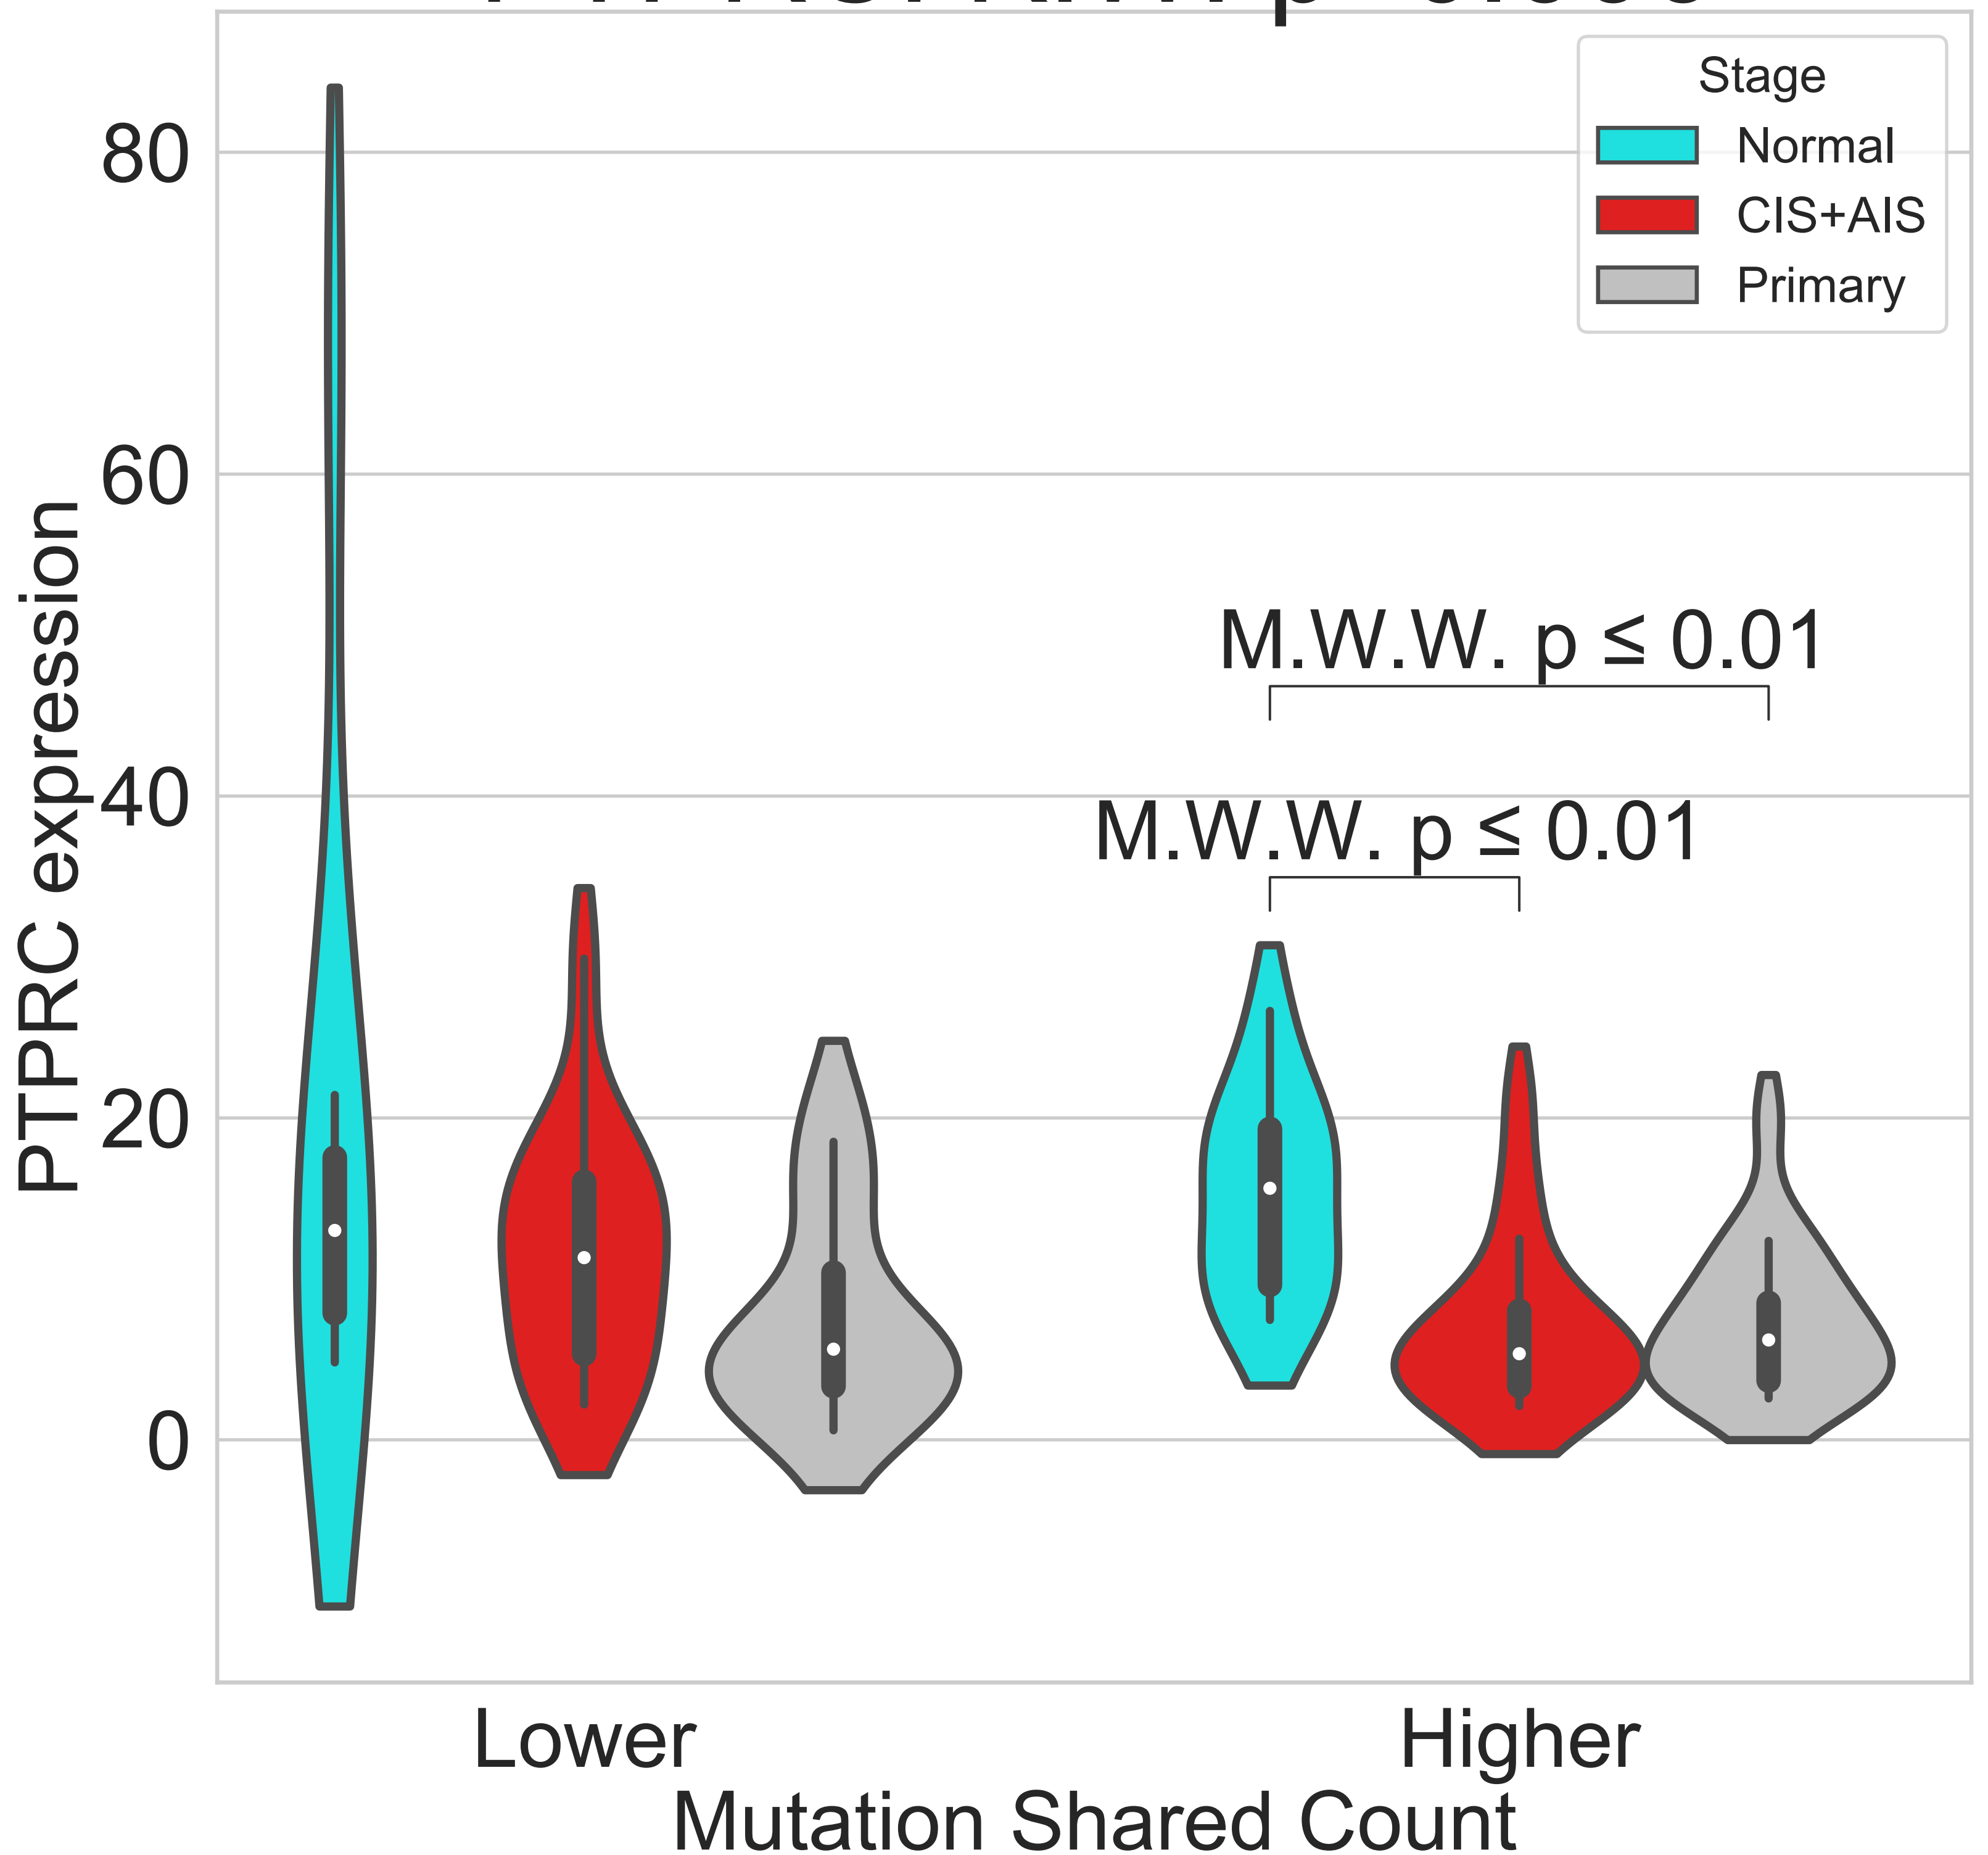 Stage
Normal
CIS+AIS
Primary
80
60
40
20
0
PTPRC expression
M.W.W. p ≤ 0.01
M.W.W. p ≤ 0.01
Lower
Higher
Mutation Shared Count